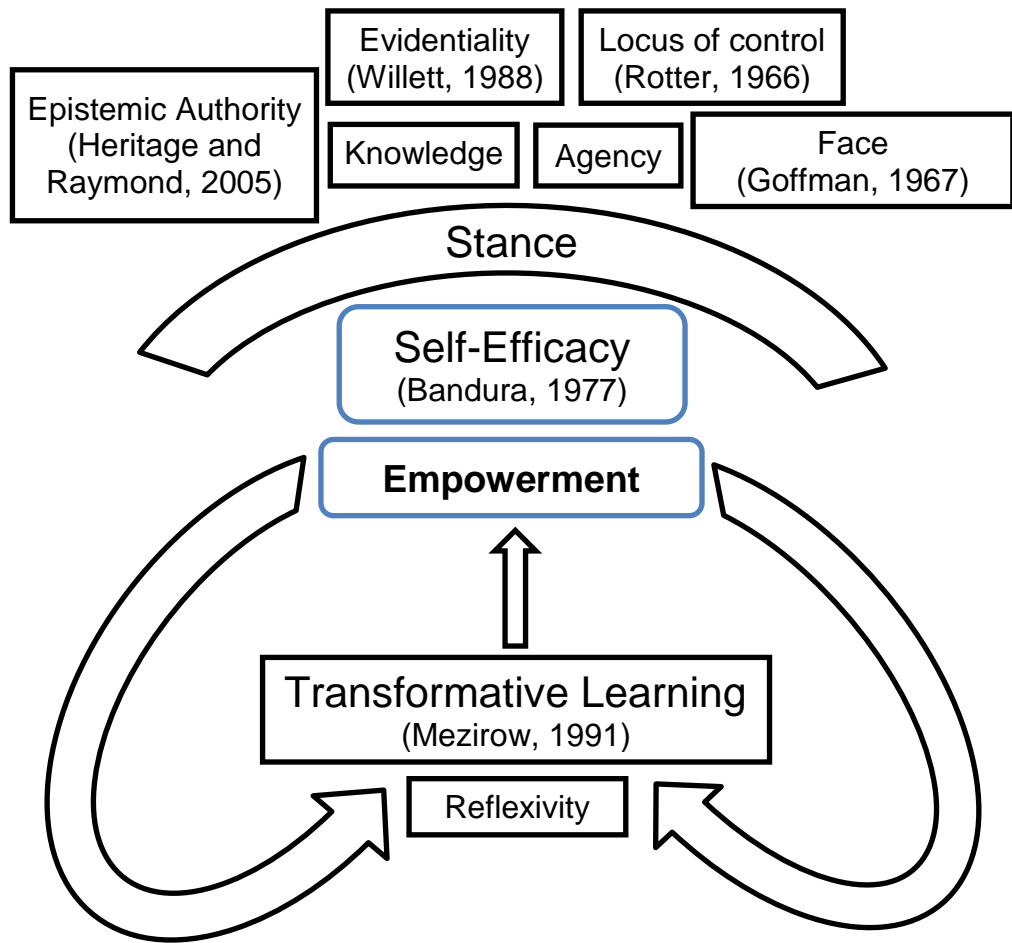 Evidentiality
(Willett, 1988)
Locus of control
(Rotter, 1966)
Epistemic Authority
(Heritage and
Raymond, 2005)
Knowledge
Agency
Face
(Goffman, 1967)
Stance
Self-Efficacy
(Bandura, 1977)
Empowerment
Transformative Learning
(Mezirow, 1991)
Reflexivity